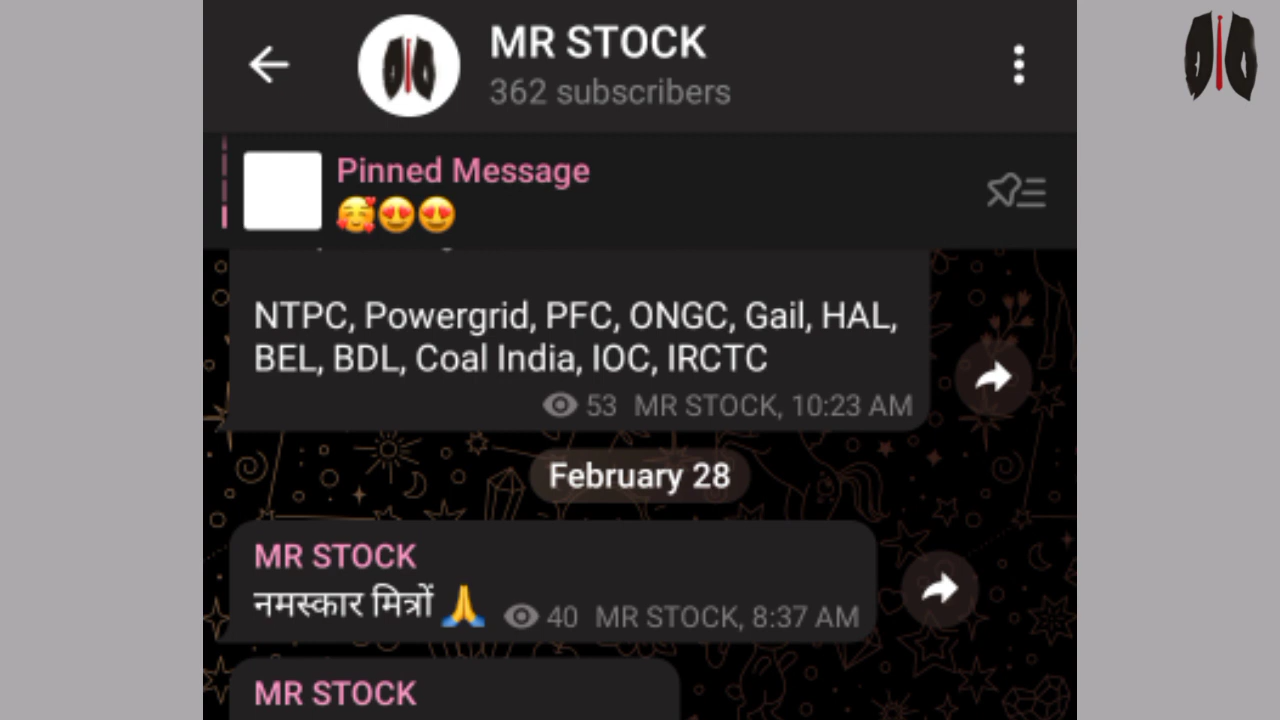 MR STOCK
362 subscribers
Pinned Message
🥰😍😍
NTPC, Powergrid, PFC, ONGC, Gail, HAL,
BEL, BDL, Coal India, IOC, IRCTC
53 MR STOCK, 10:23 AM
February 28
MR STOCK
नमस्कार मित्रों 🙏 40 MR STOCK, 8:37 AM
MR STOCK